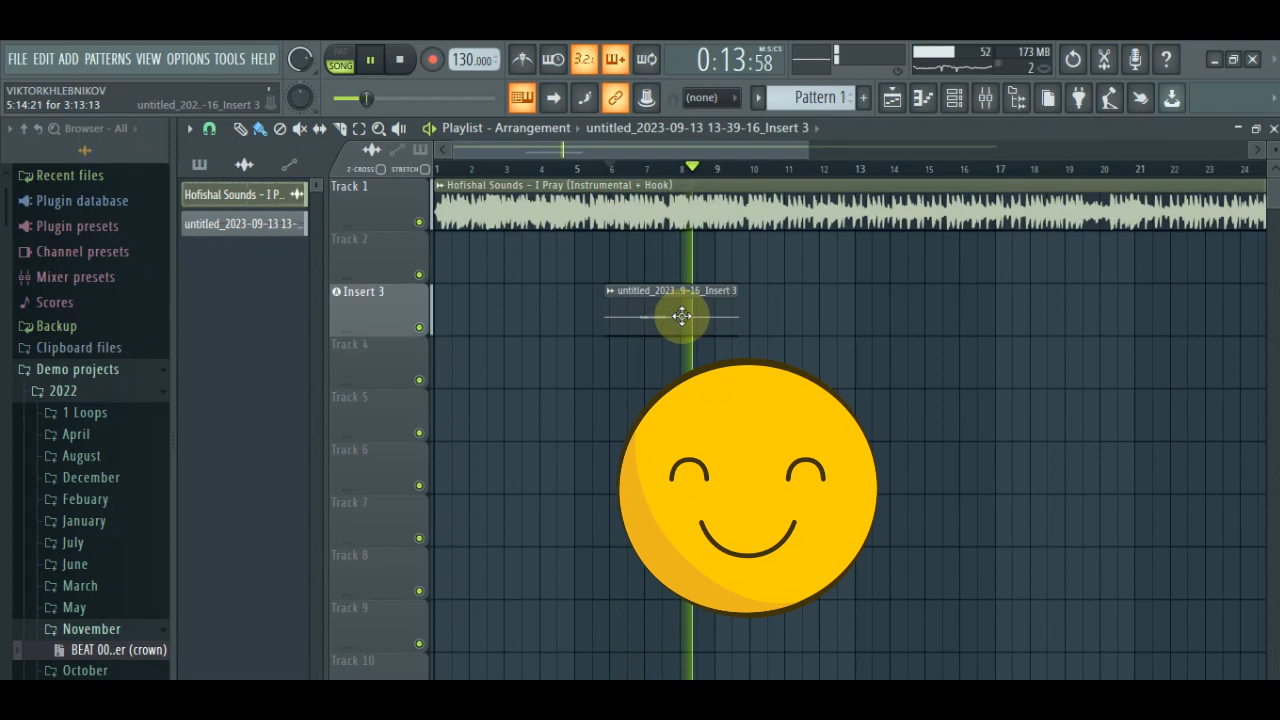 FILE EDIT ADD PATTERNS VIEW OPTIONS TOOLS HELP
PAT
SONG
130.000
3.2.
0:13:58
M:S:CS
52
173 MB
2
VIKTORKHLEBNIKOV
5:14:21 for 3:13:13
untitled_202..-16_Insert 3
(none)
Pattern 1
Browser - All
Playlist - Arrangement
untitled_2023-09-13 13-39-16_Insert 3
Z-CROSS
STRETCH
1
5
6
7
8
9
10
11
12
13
14
15
16
17
18
19
20
21
22
23
24
Recent files
Plugin database
Plugin presets
Channel presets
Mixer presets
Scores
Backup
Clipboard files
Demo projects
2022
1 Loops
April
August
December
Febuary
January
July
June
March
May
November
BEAT 00..er (crown)
October
Hofishal Sounds - I P..
untitled_2023-09-13 13-..
Track 1
Track 2
Insert 3
Track 4
Track 5
Track 6
Track 7
Track 8
Track 9
Track 10
Hofishal Sounds - I Pray (Instrumental + Hook)
untitled_2023..9-16_Insert 3